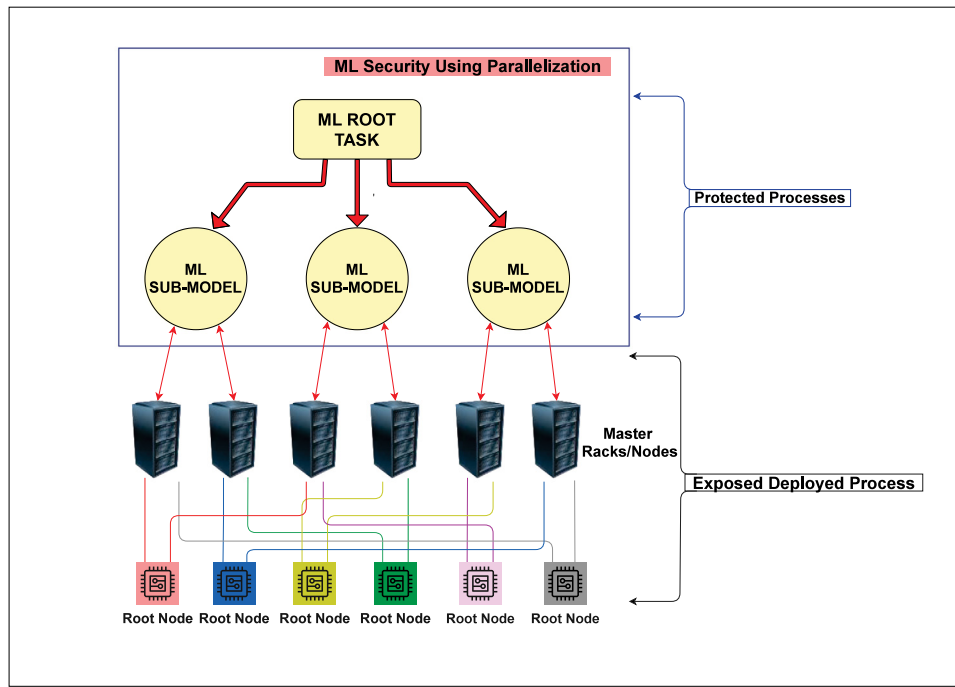 ML Security Using Parallelization
ML ROOT
TASK
Protected Processes
ML
SUB-MODEL
ML
SUB-MODEL
ML
SUB-MODEL
Master
Racks/Nodes
Exposed Deployed Process
Root Node
Root Node
Root Node
Root Node
Root Node
Root Node